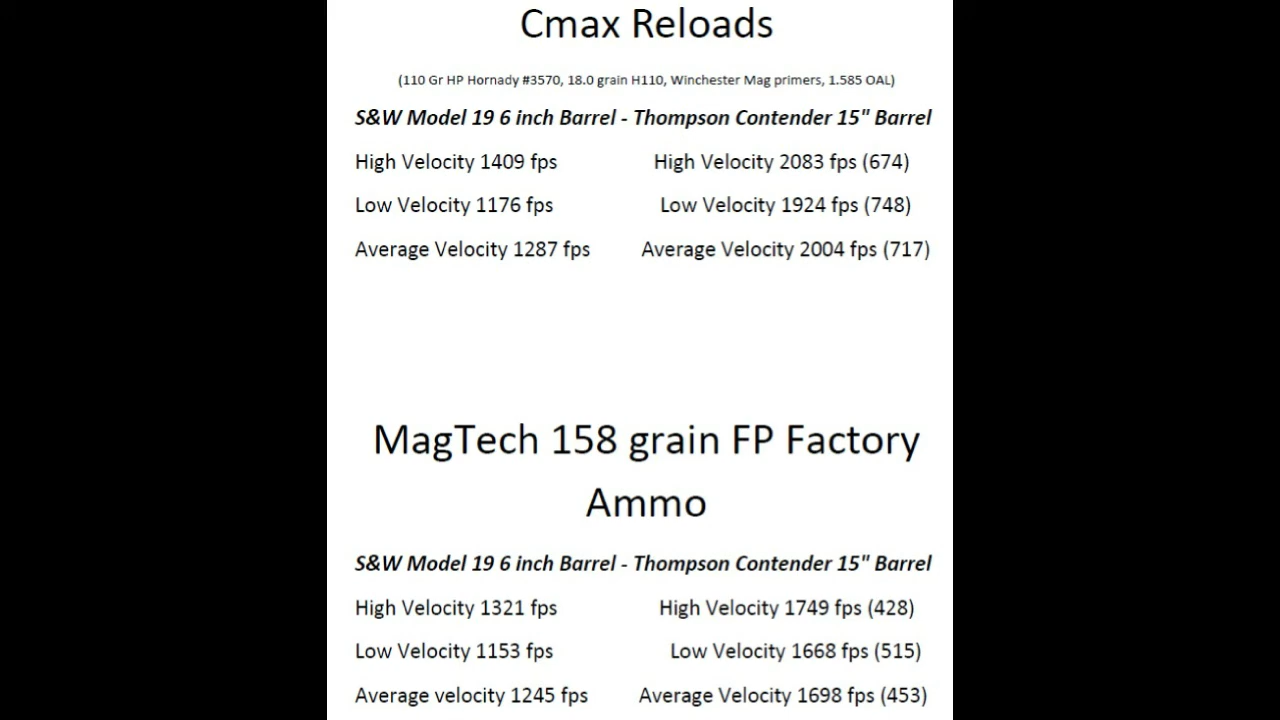 Cmax Reloads
(110 Gr HP Hornady #3570, 18.0 grain H110, Winchester Mag primers, 1.585 OAL)
S&W Model 19 6 inch Barrel - Thompson Contender 15" Barrel
High Velocity 1409 fps High Velocity 2083 fps (674)
Low Velocity 1176 fps Low Velocity 1924 fps (748)
Average Velocity 1287 fps Average Velocity 2004 fps (717)
MagTech 158 grain FP Factory
Ammo
S&W Model 19 6 inch Barrel - Thompson Contender 15" Barrel
High Velocity 1321 fps High Velocity 1749 fps (428)
Low Velocity 1153 fps Low Velocity 1668 fps (515)
Average velocity 1245 fps Average Velocity 1698 fps (453)